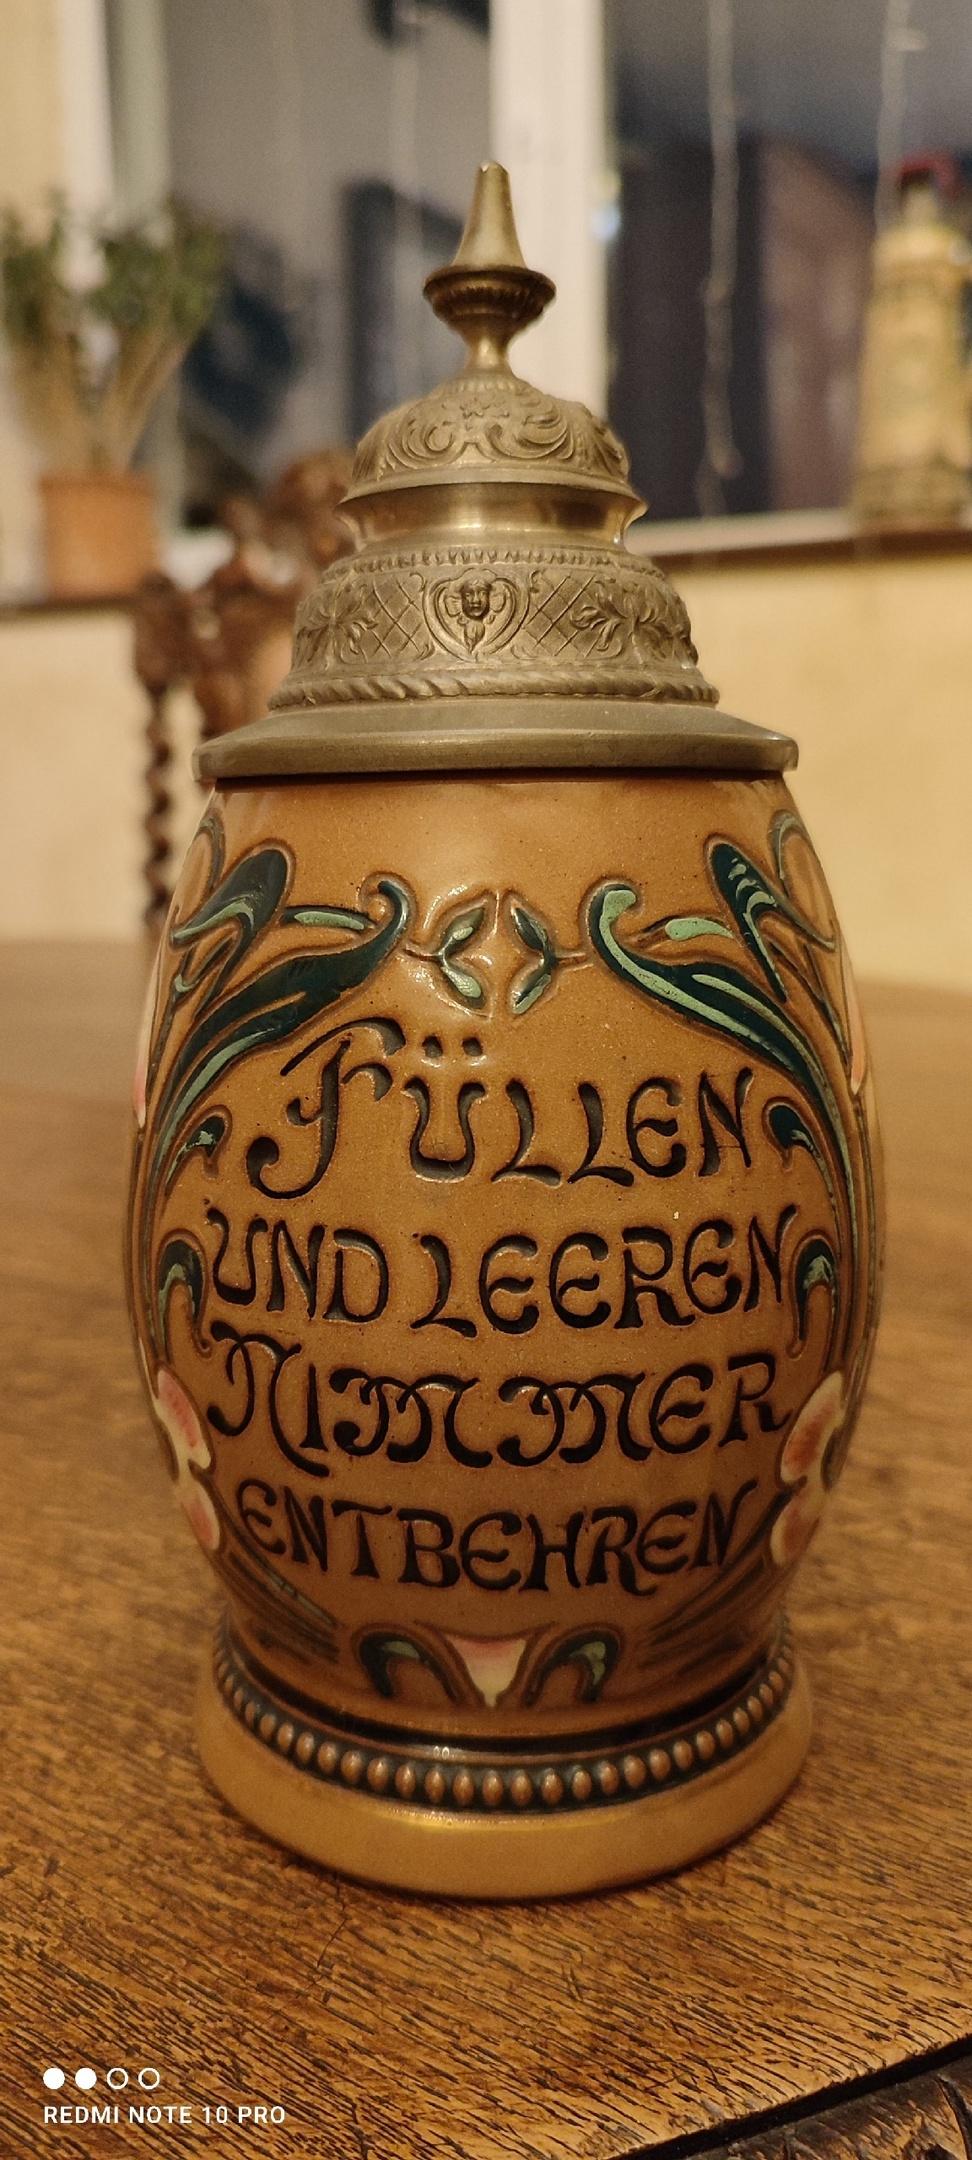 FÜLLEN
UND LEEREN
NIMMER
ENTBEHREN
REDMI NOTE 10 PRO